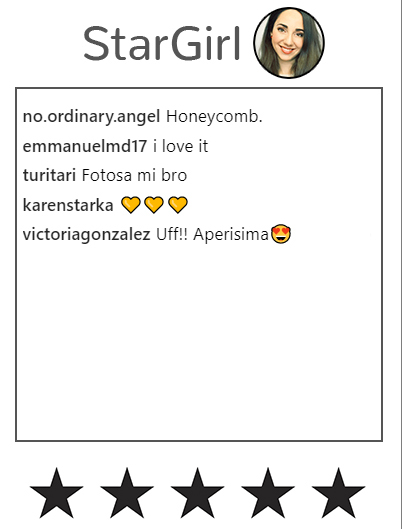 StarGirl
no.ordinary.angel Honeycomb.
emmanuelmd17 i love it
turitari Fotosa mi bro
karenstarka 💛💛💛
victoriagonzalez Uff!! Aperisima😍